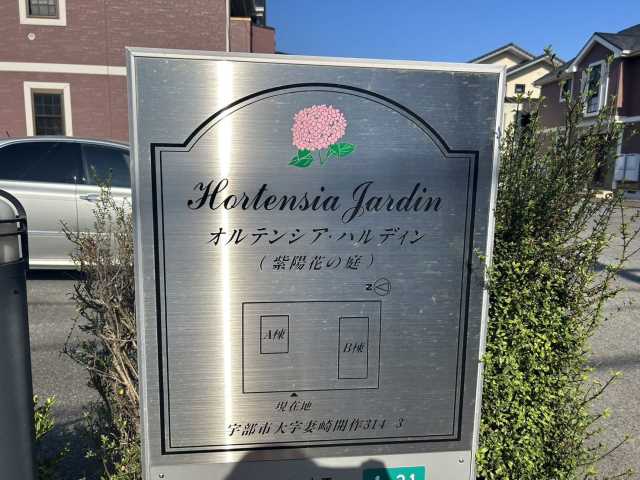 Hortensia Jardin
オルテンシア・ハルディン
(紫陽花の庭)
N
A棟
B棟
現在地
宇部市大字妻崎開作314 3